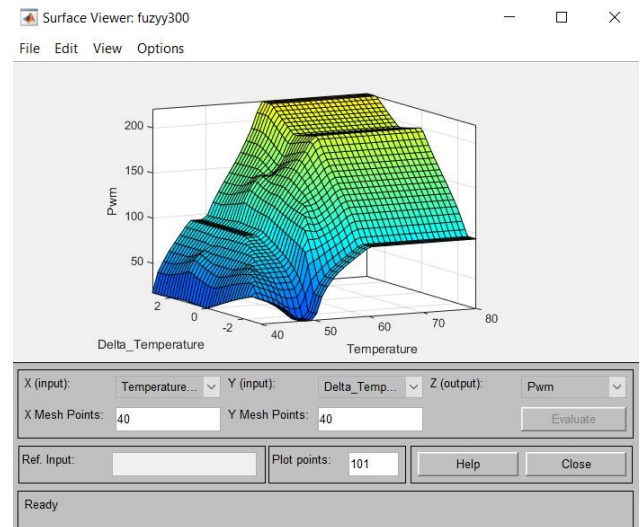 Surface Viewer: fuzyy300
File Edit View Options
200
150
100
50
Pwm
2
0
-2
Delta_Temperature
40
50
60
70
80
Temperature
X (input): Temperature... Y (input): Delta_Temp... Z (output): Pwm
X Mesh Points: 40 Y Mesh Points: 40 Evaluate
Ref. Input: Plot points: 101 Help Close
Ready